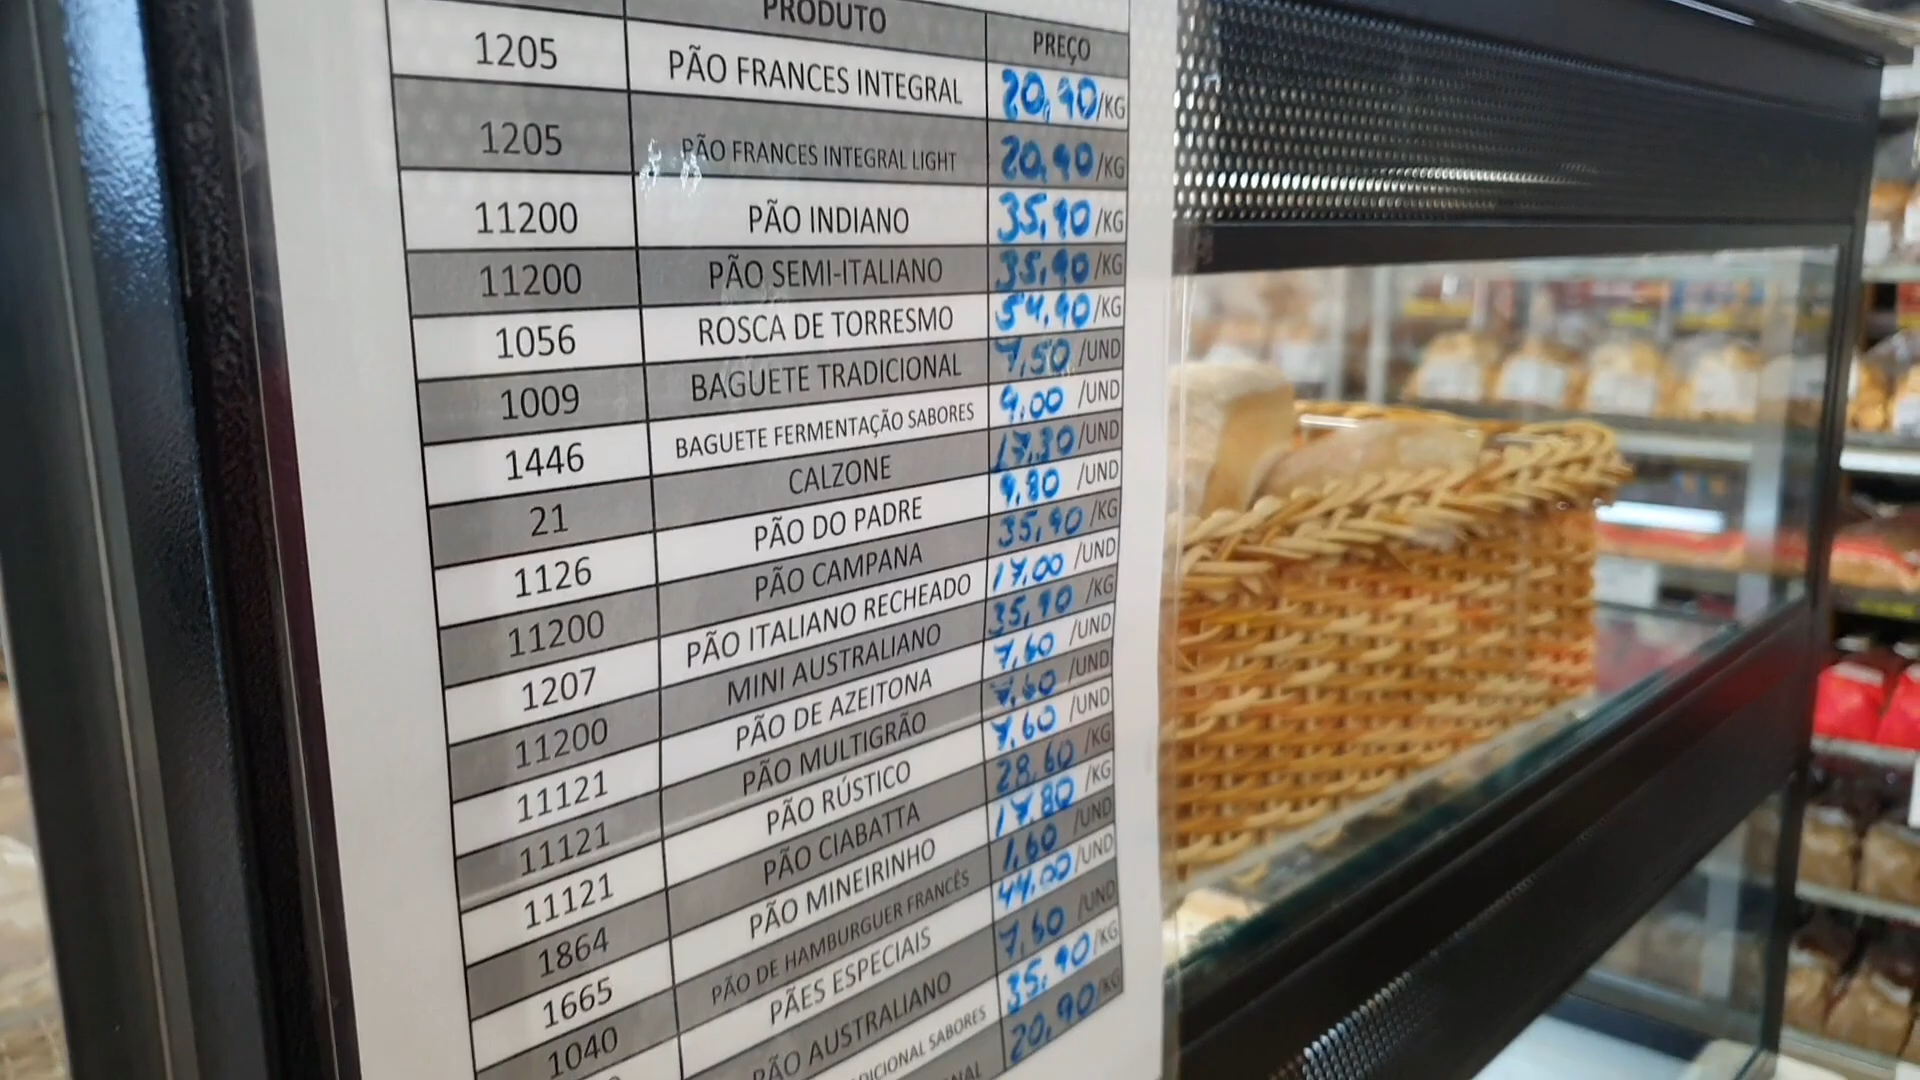 PRODUTO PREÇO
1205 PÃO FRANCES INTEGRAL 20,90/KG
1205 PÃO FRANCES INTEGRAL LIGHT 20,90/KG
11200 PÃO INDIANO 35,90/KG
11200 PÃO SEMI-ITALIANO 35,90/KG
1056 ROSCA DE TORRESMO 54,90/KG
1009 BAGUETE TRADICIONAL 7,50/UND
1446 BAGUETE FERMENTAÇÃO SABORES 9,00/UND
21 CALZONE 17,30/UND
1126 PÃO DO PADRE 9,80/UND
11200 PÃO CAMPANA 35,90/KG
1207 PÃO ITALIANO RECHEADO 17,00/UND
11200 MINI AUSTRALIANO 35,90/KG
11121 PÃO DE AZEITONA 7,60/UND
11121 PÃO MULTIGRÃO 7,60/UND
11121 PÃO RÚSTICO 7,60/UND
1864 PÃO CIABATTA 28,60/KG
1665 PÃO MINEIRINHO 17,80/KG
1040 PÃO DE HAMBURGUER FRANCÊS 1,60/UND
PÃES ESPECIAIS 44,00/UND
PÃO AUSTRALIANO 7,60/UND
SABORES 35,90/KG
20,90/KG